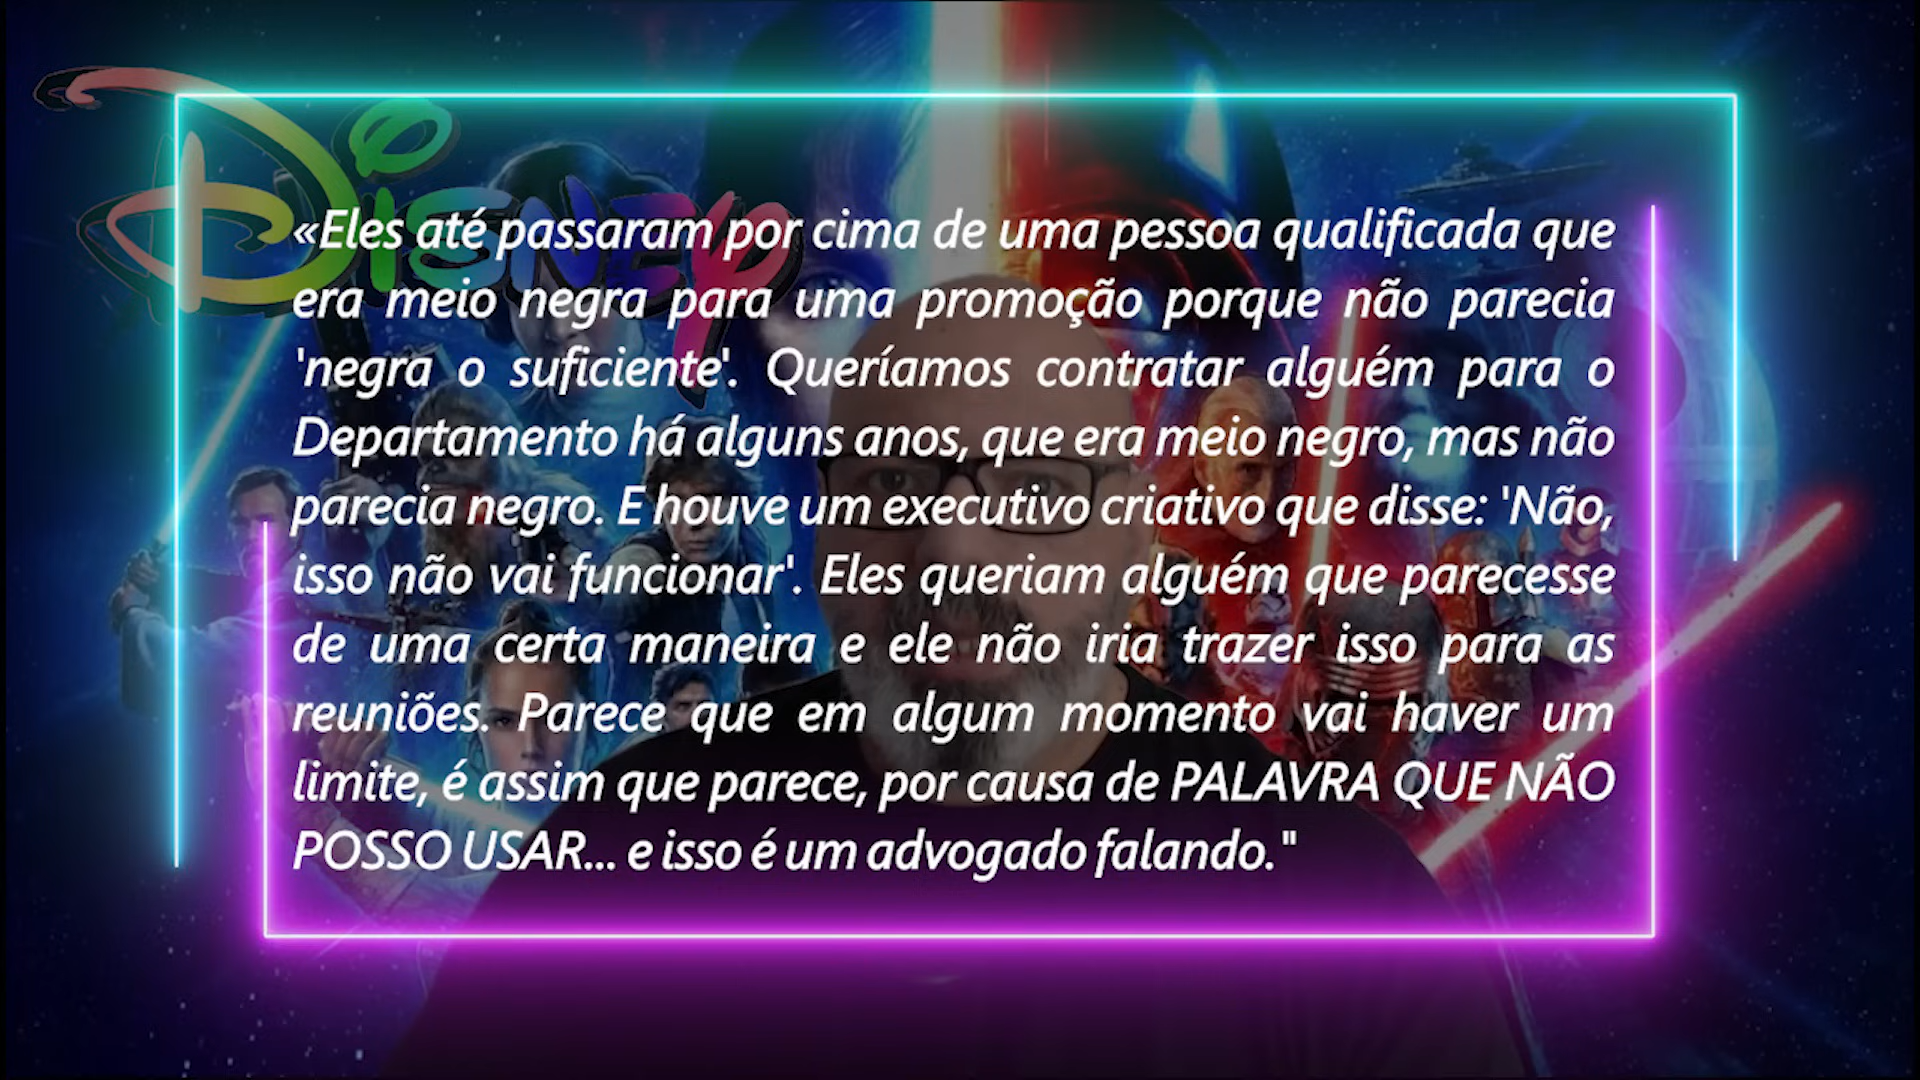 DISNEY
«Eles até passaram por cima de uma pessoa qualificada que
era meio negra para uma promoção porque não parecia
'negra o suficiente'. Queríamos contratar alguém para o
Departamento há alguns anos, que era meio negro, mas não
parecia negro. E houve um executivo criativo que disse: 'Não,
isso não vai funcionar'. Eles queriam alguém que parecesse
de uma certa maneira e ele não iria trazer isso para as
reuniões. Parece que em algum momento vai haver um
limite, é assim que parece, por causa de PALAVRA QUE NÃO
POSSO USAR... e isso é um advogado falando."